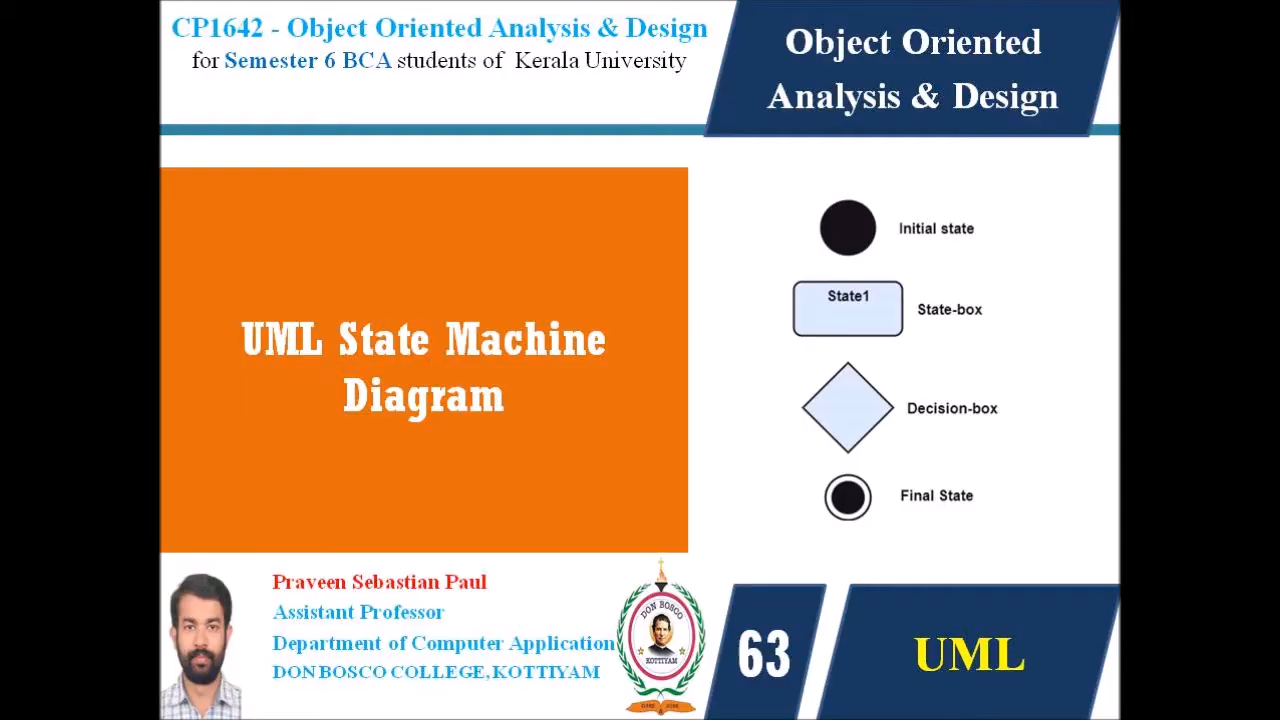 CP1642 - Object Oriented Analysis & Design
for Semester 6 BCA students of Kerala University
Object Oriented
Analysis & Design
UML State Machine
Diagram
Initial state
State1
State-box
Decision-box
Final State
Praveen Sebastian Paul
Assistant Professor
Department of Computer Application
DON BOSCO COLLEGE, KOTTIYAM
DON BOSCO
KOTTIYAM
63
UML